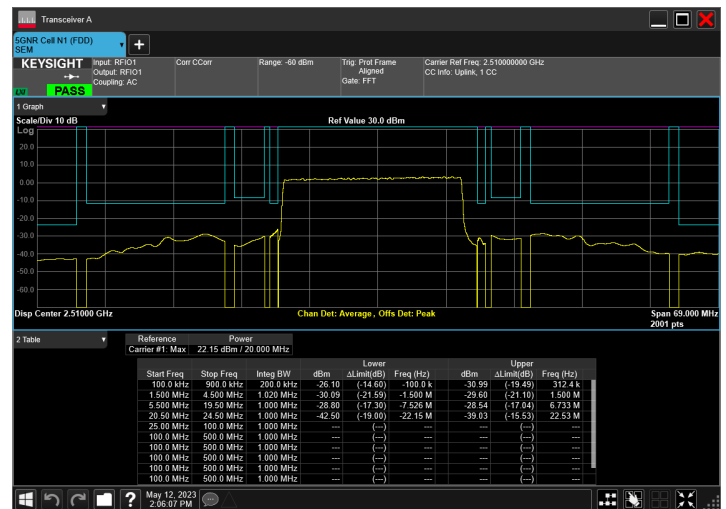 Transceiver A
5GNR Cell N1 (FDD)
SEM
KEYSIGHT
LXI PASS
Input: RFIO1
Output: RFIO1
Coupling: AC
Corr CCorr
Range: -60 dBm
Trig: Prot Frame
Aligned
Gate: FFT
Carrier Ref Freq: 2.510000000 GHz
CC Info: Uplink, 1 CC
1 Graph
Scale/Div 10 dB
Ref Value 30.0 dBm
Log
20.0
10.0
0.00
-10.0
-20.0
-30.0
-40.0
-50.0
-60.0
Disp Center 2.51000 GHz
Chan Det: Average , Offs Det: Peak
Span 69.000 MHz
2001 pts
2 Table
Reference Power
Carrier #1: Max 22.15 dBm / 20.000 MHz
Lower Upper
Start Freq Stop Freq Integ BW dBm ΔLimit(dB) Freq (Hz) dBm ΔLimit(dB) Freq (Hz)
100.0 kHz 900.0 kHz 200.0 kHz -26.10 (-14.60) -100.0 k -30.99 (-19.49) 312.4 k
1.500 MHz 4.500 MHz 1.020 MHz -30.09 (-21.59) -1.500 M -29.60 (-21.10) 1.500 M
5.500 MHz 19.50 MHz 1.000 MHz -28.80 (-17.30) -7.526 M -28.54 (-17.04) 6.733 M
20.50 MHz 24.50 MHz 1.000 MHz -42.50 (-19.00) -22.15 M -39.03 (-15.53) 22.53 M
25.00 MHz 100.0 MHz 1.000 MHz --- (---) --- --- (---) ---
100.0 MHz 500.0 MHz 1.000 MHz --- (---) --- --- (---) ---
100.0 MHz 500.0 MHz 1.000 MHz --- (---) --- --- (---) ---
100.0 MHz 500.0 MHz 1.000 MHz --- (---) --- --- (---) ---
100.0 MHz 500.0 MHz 1.000 MHz --- (---) --- --- (---) ---
100.0 MHz 500.0 MHz 1.000 MHz --- (---) --- --- (---) ---
?
May 12, 2023
2:06:07 PM